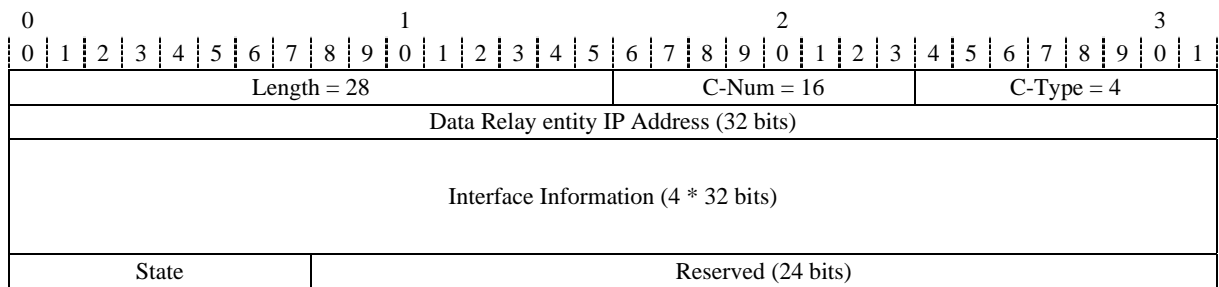 0 1 2 3
0 1 2 3 4 5 6 7 8 9 0 1 2 3 4 5 6 7 8 9 0 1 2 3 4 5 6 7 8 9 0 1
Length = 28 C-Num = 16 C-Type = 4
Data Relay entity IP Address (32 bits)
Interface Information (4 * 32 bits)
State Reserved (24 bits)